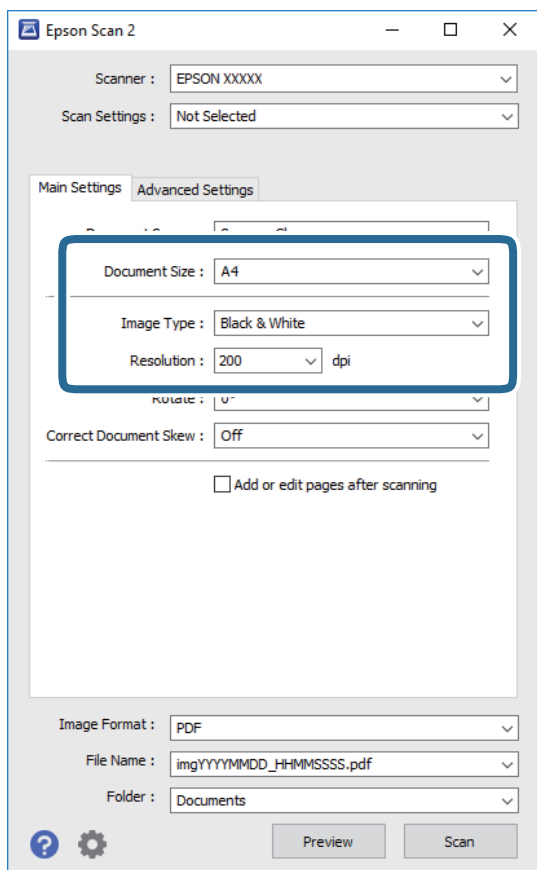 Epson Scan 2
Scanner : EPSON XXXXX
Scan Settings : Not Selected
Main Settings Advanced Settings
Document Size : A4
Image Type : Black & White
Resolution : 200 dpi
Rotate : 0°
Correct Document Skew : Off
Add or edit pages after scanning
Image Format : PDF
File Name : imgYYYYMMDD_HHMMSSSS.pdf
Folder : Documents
? Preview Scan